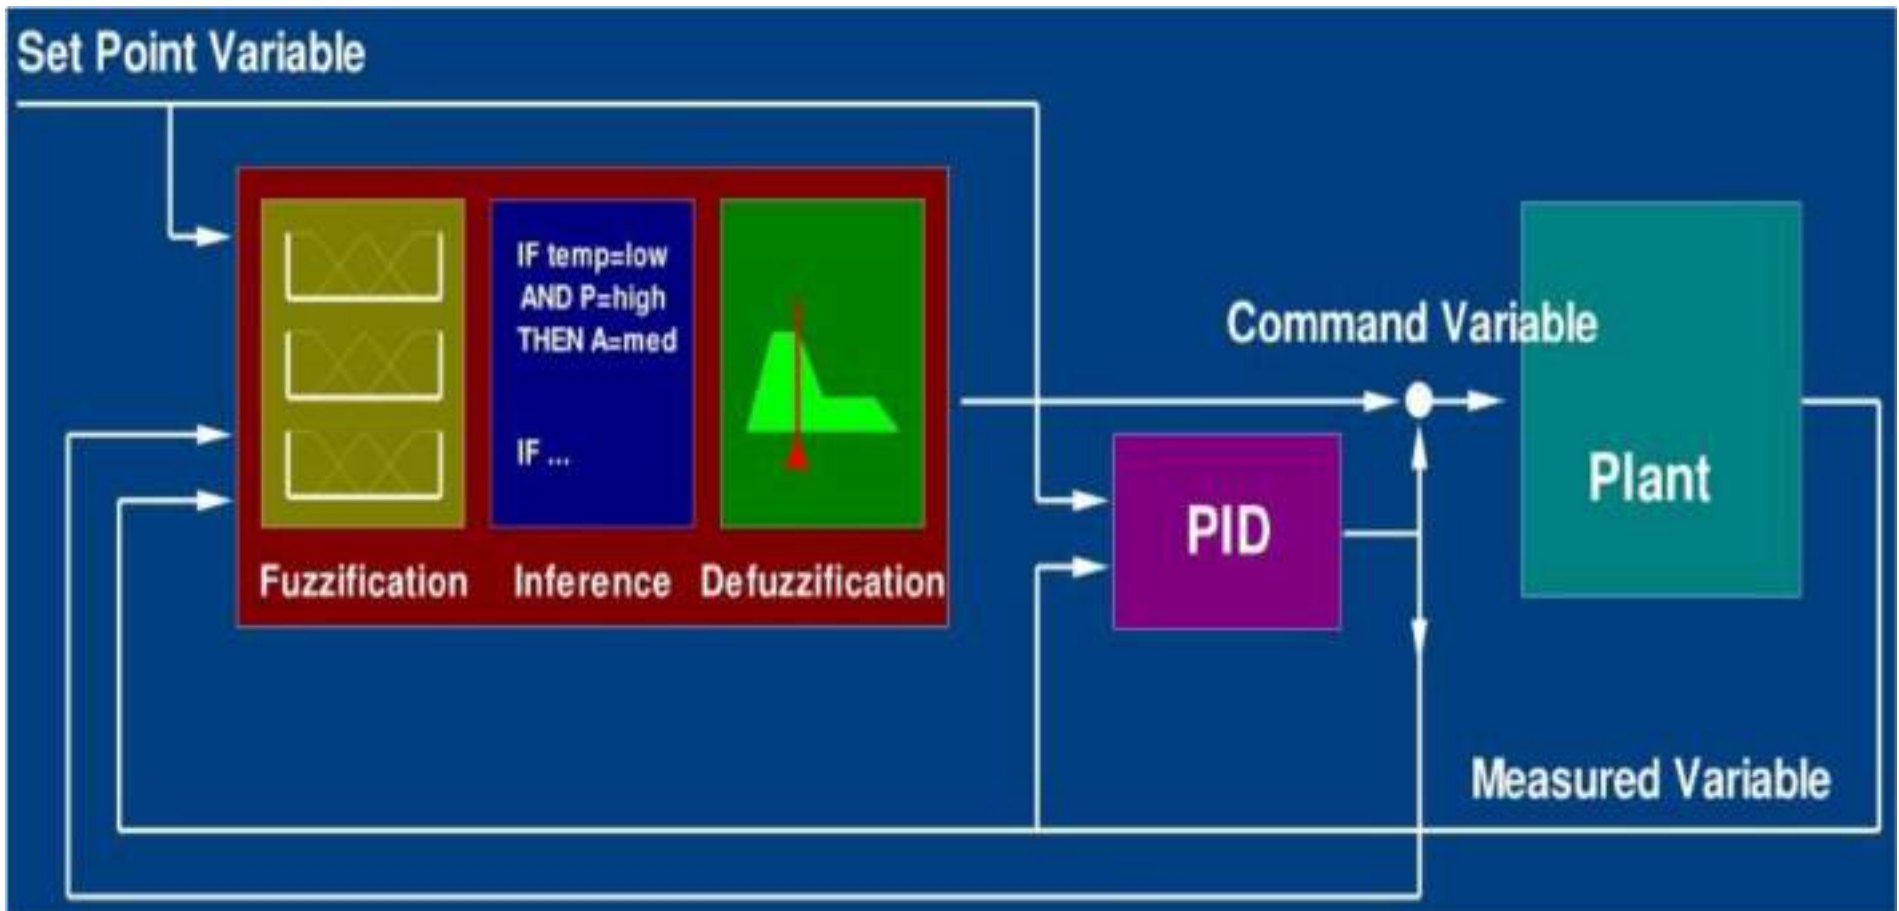 Set Point Variable
IF temp=low
AND P=high
THEN A=med
IF ...
Fuzzification
Inference
Defuzzification
Command Variable
PID
Plant
Measured Variable